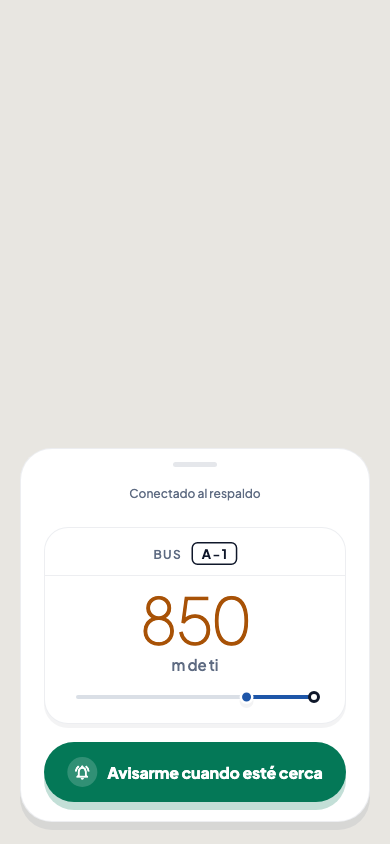 Conectado al respaldo
BUS A-1
850
m de ti
Avisarme cuando esté cerca